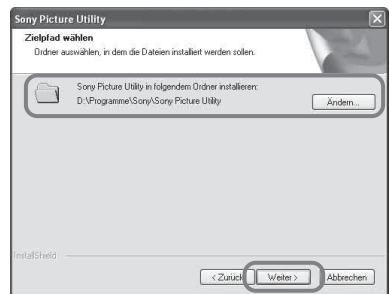 Sony Picture Utility
Zielpfad wählen
Ordner auswählen, in dem die Dateien installiert werden sollen.
Sony Picture Utility in folgendem Ordner installieren:
D:\Programme\Sony\Sony Picture Utility
Ändern...
InstallShield
< Zurück
Weiter >
Abbrechen